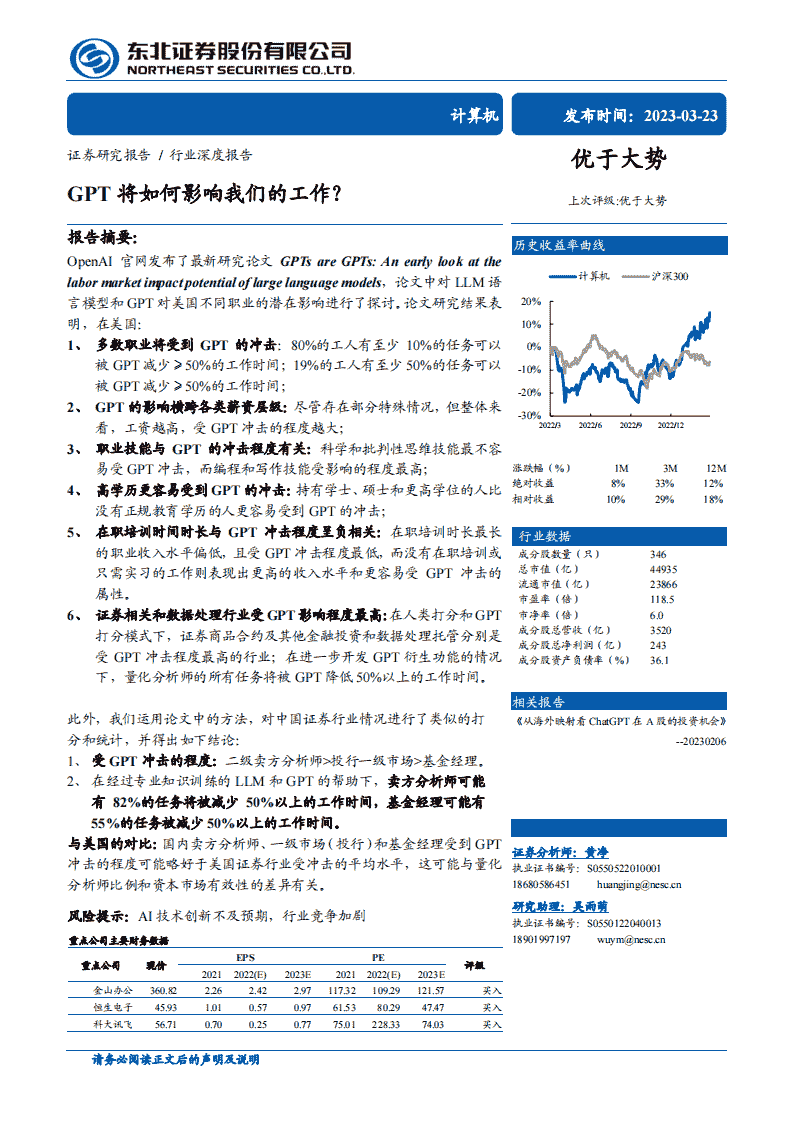 东北证券股份有限公司
NORTHEAST SECURITIES CO.,LTD.
计算机
发布时间：2023-03-23
证券研究报告 / 行业深度报告
GPT 将如何影响我们的工作？
报告摘要：
OpenAI 官网发布了最新研究论文 GPTs are GPTs: An early look at the
labor market impact potential of large language models，论文中对 LLM 语
言模型和 GPT 对美国不同职业的潜在影响进行了探讨。论文研究结果表
明，在美国：
1、 多数职业将受到 GPT 的冲击：80%的工人有至少 10%的任务可以
被 GPT 减少≥50%的工作时间；19%的工人有至少 50%的任务可以
被 GPT 减少≥50%的工作时间；
2、 GPT 的影响横跨各类薪资层级：尽管存在部分特殊情况，但整体来
看，工资越高，受 GPT 冲击的程度越大；
3、 职业技能与 GPT 的冲击程度有关：科学和批判性思维技能最不容
易受 GPT 冲击，而编程和写作技能受影响的程度最高；
4、 高学历更容易受到 GPT 的冲击：持有学士、硕士和更高学位的人比
没有正规教育学历的人更容易受到 GPT 的冲击；
5、 在职培训时间时长与 GPT 冲击程度呈负相关：在职培训时长最长
的职业收入水平偏低，且受 GPT 冲击程度最低，而没有在职培训或
只需实习的工作则表现出更高的收入水平和更容易受 GPT 冲击的
属性。
6、 证券相关和数据处理行业受 GPT 影响程度最高：在人类打分和 GPT
打分模式下，证券商品合约及其他金融投资和数据处理托管分别是
受 GPT 冲击程度最高的行业；在进一步开发 GPT 衍生功能的情况
下，量化分析师的所有任务将被 GPT 降低 50%以上的工作时间。
此外，我们运用论文中的方法，对中国证券行业情况进行了类似的打
分和统计，并得出如下结论：
1、 受 GPT 冲击的程度：二级卖方分析师>投行一级市场>基金经理。
2、 在经过专业知识训练的 LLM 和 GPT 的帮助下，卖方分析师可能
有 82%的任务将被减少 50%以上的工作时间，基金经理可能有
55%的任务被减少 50%以上的工作时间。
与美国的对比：国内卖方分析师、一级市场（投行）和基金经理受到 GPT
冲击的程度可能略好于美国证券行业受冲击的平均水平，这可能与量化
分析师比例和资本市场有效性的差异有关。
风险提示：AI 技术创新不及预期，行业竞争加剧
重点公司主要财务数据
重点公司 现价 EPS PE 评级
2021 2022(E) 2023E 2021 2022(E) 2023E
金山办公 360.82 2.26 2.42 2.97 117.32 109.29 121.57 买入
恒生电子 45.93 1.01 0.57 0.97 61.53 80.29 47.47 买入
科大讯飞 56.71 0.70 0.25 0.77 75.01 228.33 74.03 买入
优于大势
上次评级:优于大势
历史收益率曲线
计算机 沪深300
20%
10%
0%
-10%
-20%
-30%
2022/3 2022/6 2022/9 2022/12
涨跌幅（%） 1M 3M 12M
绝对收益 8% 33% 12%
相对收益 10% 29% 18%
行业数据
成分股数量（只） 346
总市值（亿） 44935
流通市值（亿） 23866
市盈率（倍） 118.5
市净率（倍） 6.0
成分股总营收（亿） 3520
成分股总净利润（亿） 243
成分股资产负债率（%） 36.1
相关报告
《从海外映射看 ChatGPT 在 A 股的投资机会》
--20230206
证券分析师：黄净
执业证书编号：S0550522010001
18680586451 huangjing@nesc.cn
研究助理：吴雨萌
执业证书编号：S0550122040013
18901997197 wuym@nesc.cn
请务必阅读正文后的声明及说明